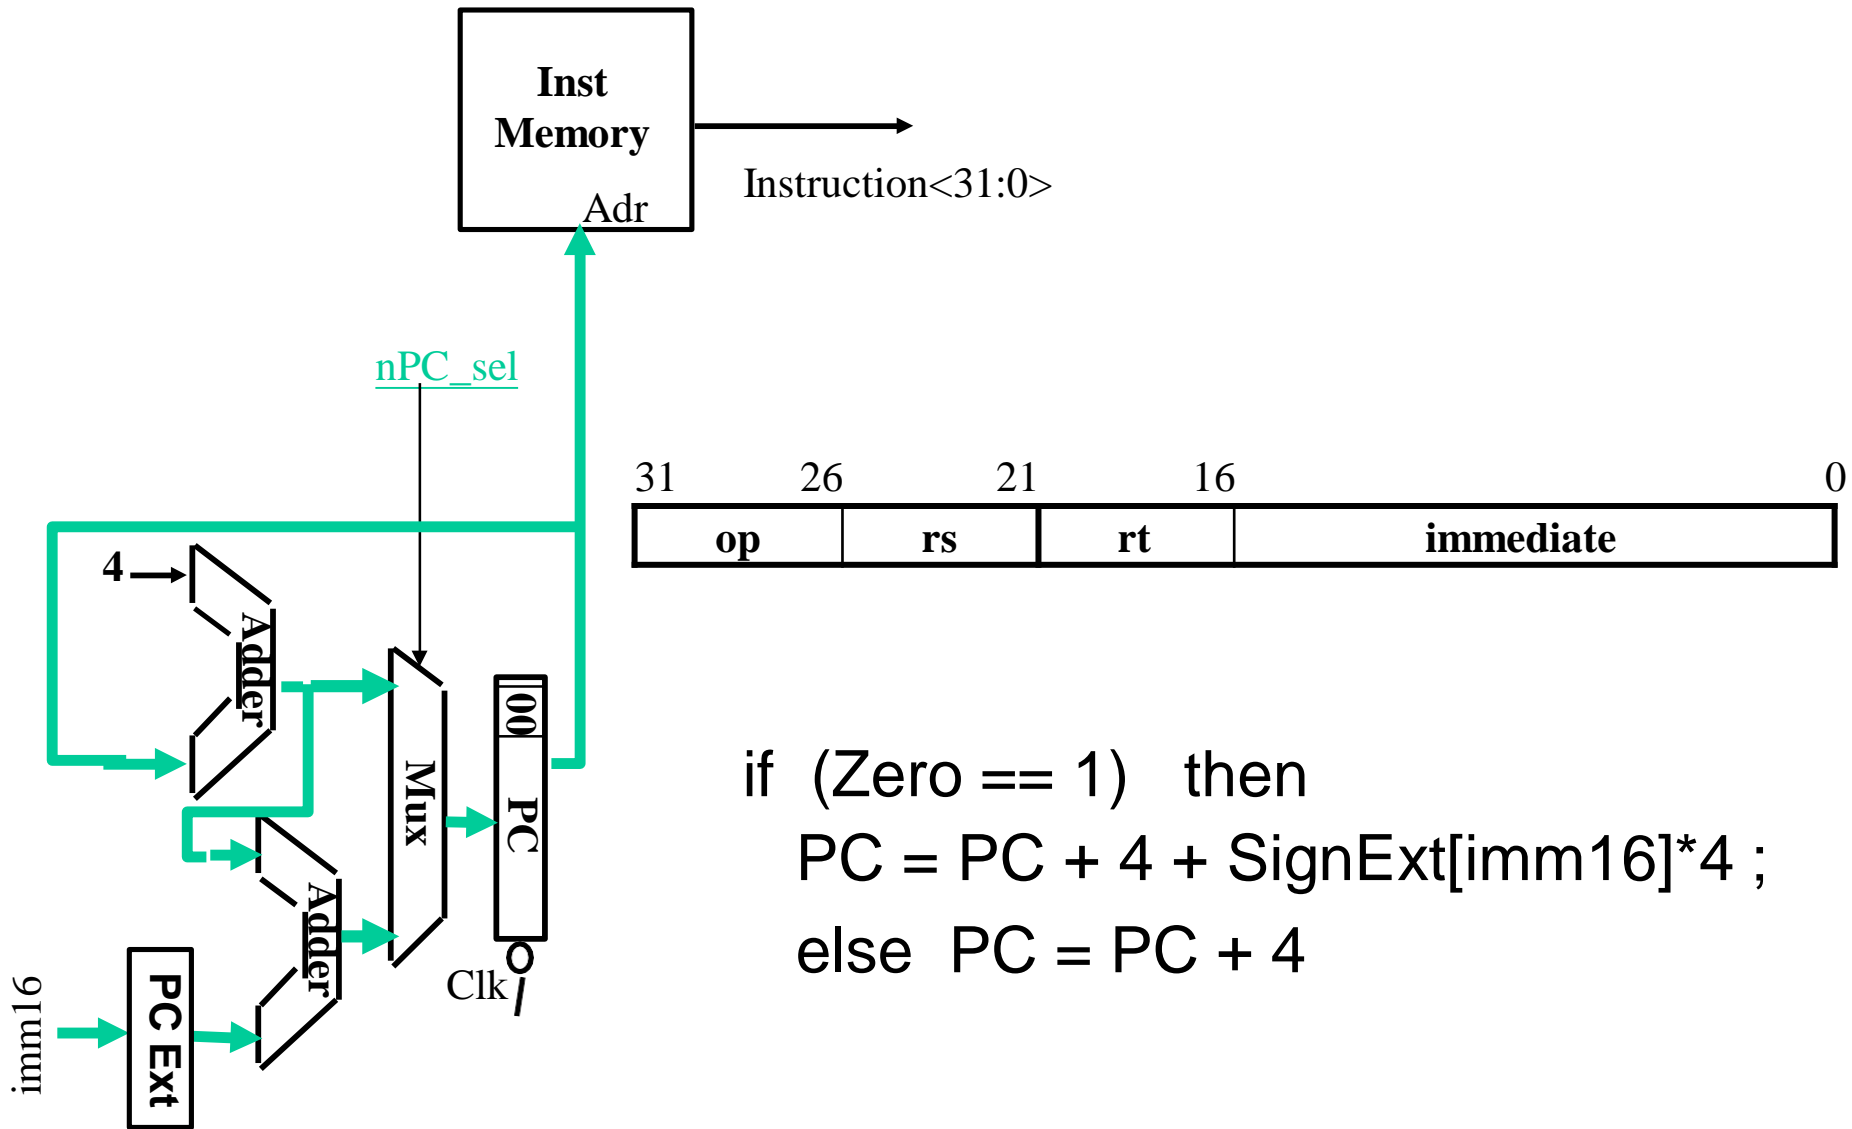 Inst
Memory
Adr
Instruction<31:0>
nPC_sel
31 26 21 16 0
op rs rt immediate
4
Adder
00
PC
Mux
Adder
Clk
imm16
PC Ext
if (Zero == 1) then
PC = PC + 4 + SignExt[imm16]*4 ;
else PC = PC + 4